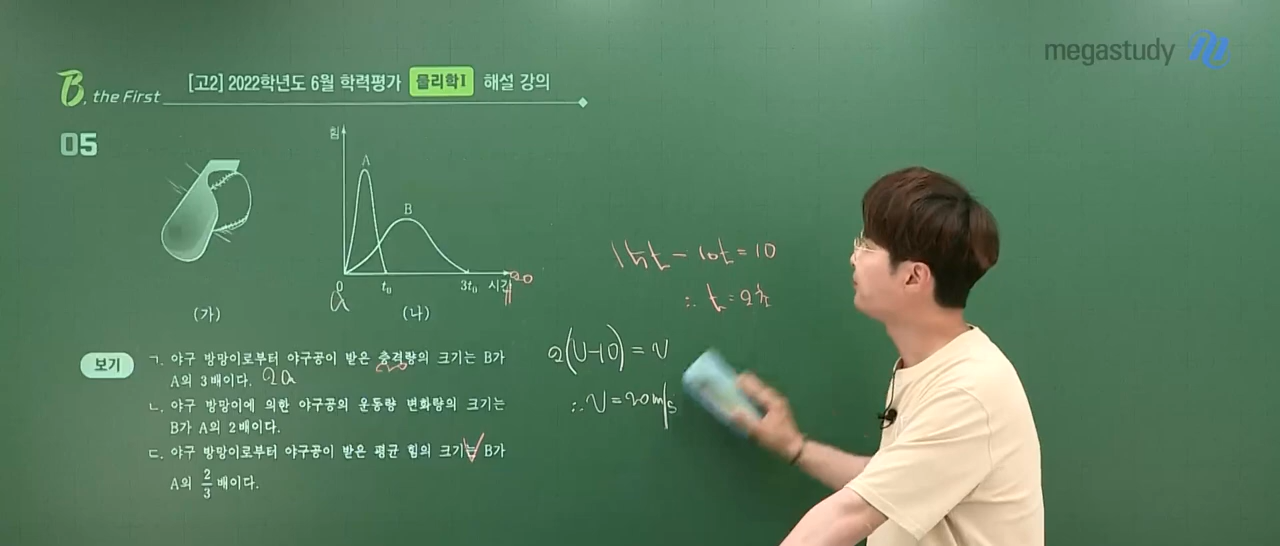 megastudy
B. the First
[고2] 2022학년도 6월 학력평가 물리학Ⅰ 해설 강의
05
힘
A
B
0 t₀ 3t₀ 시간
(가) (나)
보기
ㄱ. 야구 방망이로부터 야구공이 받은 충격량의 크기는 B가
A의 3배이다.
ㄴ. 야구 방망이에 의한 야구공의 운동량 변화량의 크기는
B가 A의 2배이다.
ㄷ. 야구 방망이로부터 야구공이 받은 평균 힘의 크기는 B가
A의 2/3 배이다.
15t - 10t = 10
∴ t = 2초
2(v-10) = v
∴ v = 20m/s